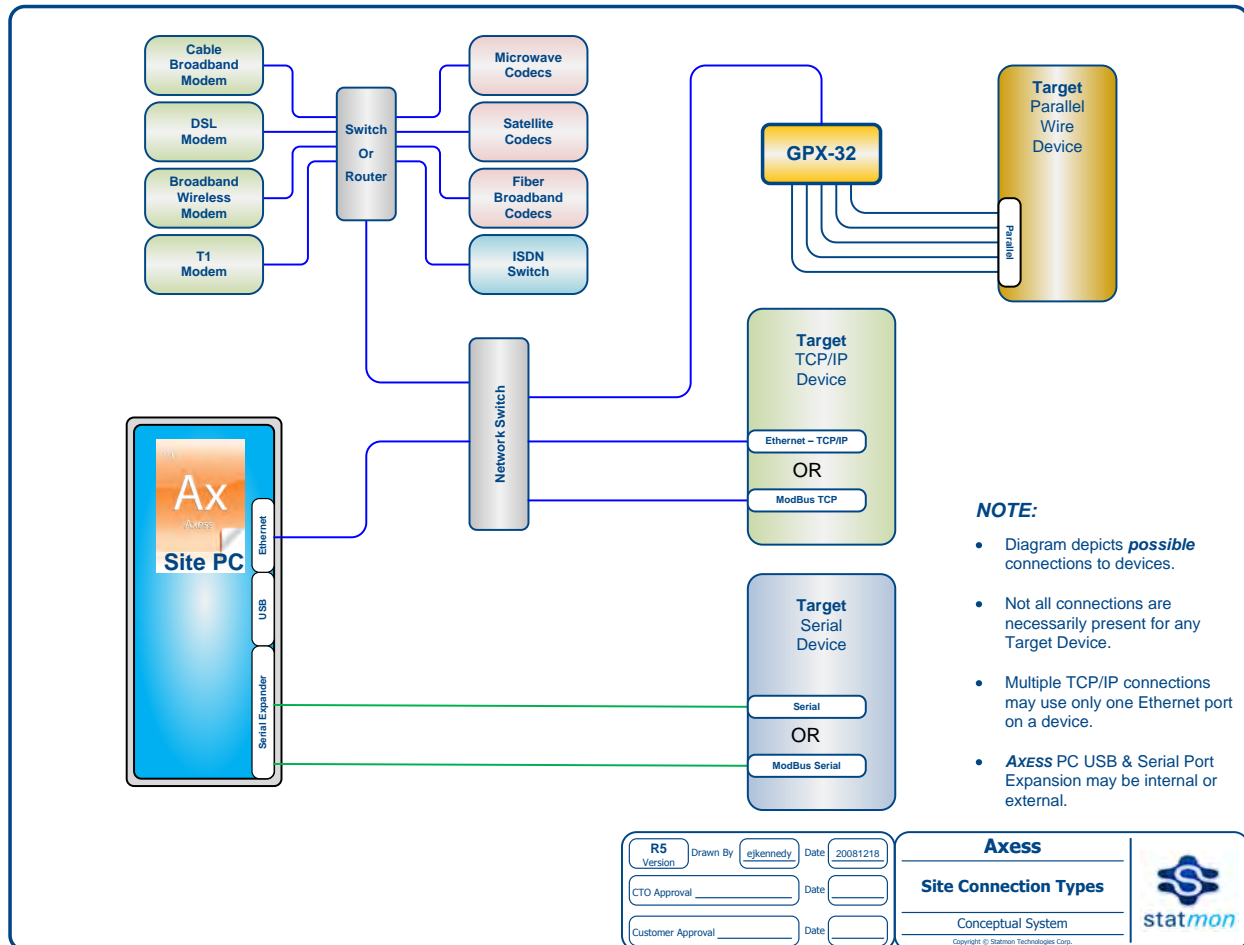 Cable
Broadband
Modem
DSL
Modem
Broadband
Wireless
Modem
T1
Modem
Switch
Or
Router
Microwave
Codecs
Satellite
Codecs
Fiber
Broadband
Codecs
ISDN
Switch
GPX-32
Target
Parallel
Wire
Device
Parallel
Network Switch
Target
TCP/IP
Device
Ethernet – TCP/IP
OR
ModBus TCP
Ax
Axess
Site PC
Ethernet
USB
Serial Expander
Target
Serial
Device
Serial
OR
ModBus Serial
NOTE:
• Diagram depicts possible
connections to devices.
• Not all connections are
necessarily present for any
Target Device.
• Multiple TCP/IP connections
may use only one Ethernet port
on a device.
• AXESS PC USB & Serial Port
Expansion may be internal or
external.
R5
Version
Drawn By ejkennedy Date 20081218
CTO Approval Date
Customer Approval Date
Axess
Site Connection Types
Conceptual System
Copyright © Statmon Technologies Corp.
statmon